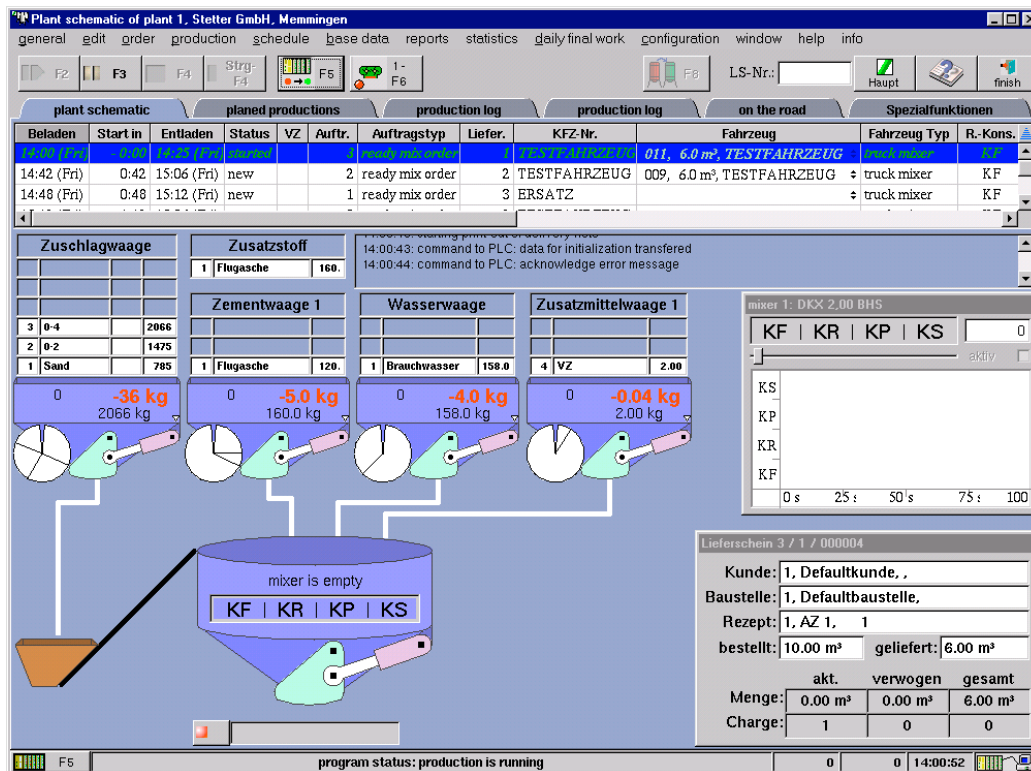 Plant schematic of plant 1, Stetter GmbH, Memmingen
general edit order production schedule base data reports statistics daily final work configuration window help info
F2 F3 F4 Strg-F4 F5 1-F6 F8 LS-Nr.: Haupt finish
plant schematic planed productions production log production log on the road Spezialfunktionen
Beladen Start in Entladen Status VZ Auftr. Auftragstyp Liefer. KFZ-Nr. Fahrzeug Fahrzeug Typ R.-Kons.
14:00 (Fri) - 0:00 14:25 (Fri) started 3 ready mix order 1 TESTFAHRZEUG 011, 6.0 m³, TESTFAHRZEUG truck mixer KF
14:42 (Fri) 0:42 15:06 (Fri) new 2 ready mix order 2 TESTFAHRZEUG 009, 6.0 m³, TESTFAHRZEUG truck mixer KF
14:48 (Fri) 0:48 15:12 (Fri) new 1 ready mix order 3 ERSATZ truck mixer KF
Zuschlagwaage Zusatzstoff
14:00:43: command to PLC: data for initialization transfered
14:00:44: command to PLC: acknowledge error message
1 Flugasche 160.
Zementwaage 1 Wasserwaage Zusatzmittelwaage 1
3 0-4 2066
2 0-2 1475
1 Sand 785 1 Flugasche 120. 1 Brauchwasser 158.0 4 VZ 2.00
0 -36 kg 0 -5.0 kg 0 -4.0 kg 0 -0.04 kg
2066 kg 160.0 kg 158.0 kg 2.00 kg
mixer 1: DKX 2,00 BHS
KF | KR | KP | KS 0
aktiv
KS
KP
KR
KF
0 s 25 s 50 s 75 s 100
mixer is empty
KF | KR | KP | KS
Lieferschein 3 / 1 / 000004
Kunde: 1, Defaultkunde, ,
Baustelle: 1, Defaultbaustelle,
Rezept: 1, AZ 1, 1
bestellt: 10.00 m³ geliefert: 6.00 m³
akt. verwogen gesamt
Menge: 0.00 m³ 0.00 m³ 6.00 m³
Charge: 1 0 0
F5 program status: production is running 0 0 14:00:52